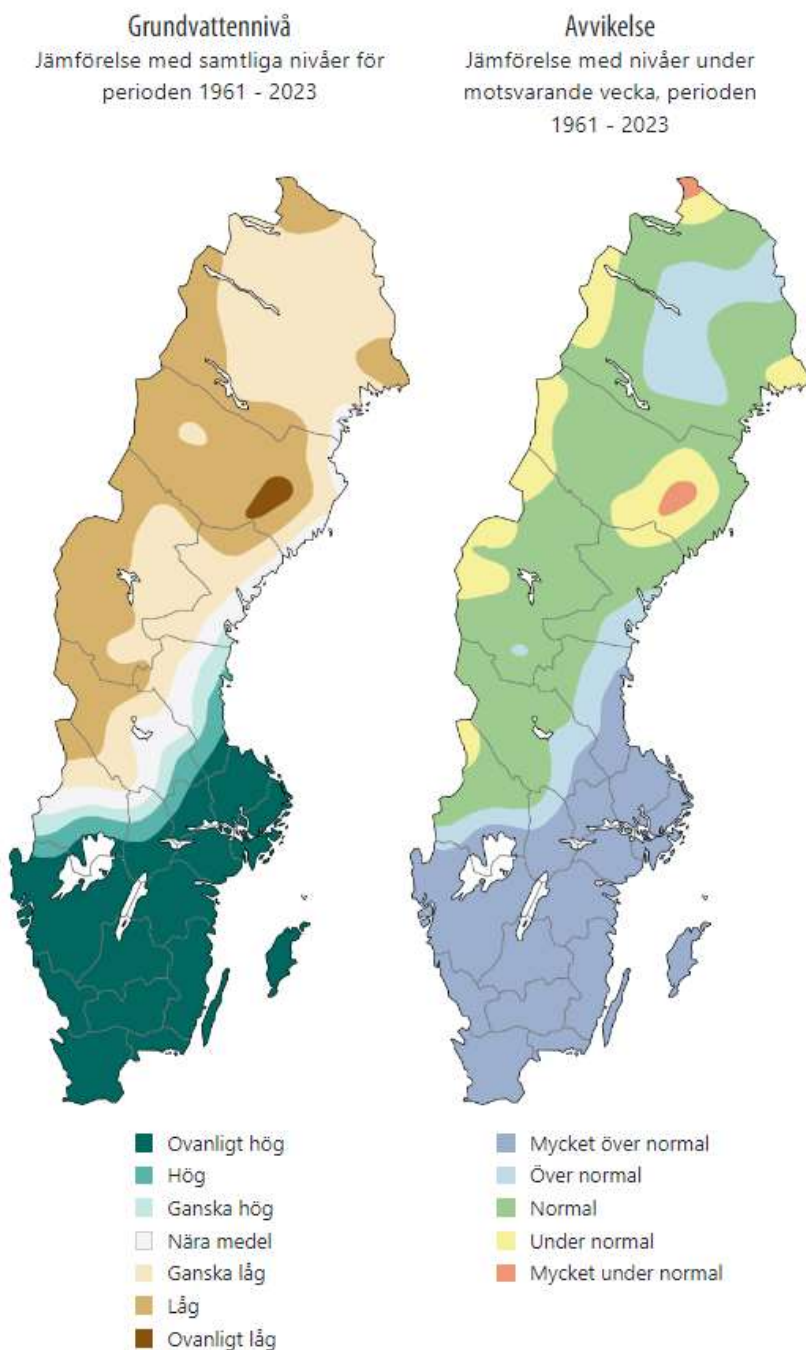 Grundvattennivå
Jämförelse med samtliga nivåer för
perioden 1961 - 2023
Avvikelse
Jämförelse med nivåer under
motsvarande vecka, perioden
1961 - 2023
Ovanligt hög
Hög
Ganska hög
Nära medel
Ganska låg
Låg
Ovanligt låg
Mycket över normal
Över normal
Normal
Under normal
Mycket under normal